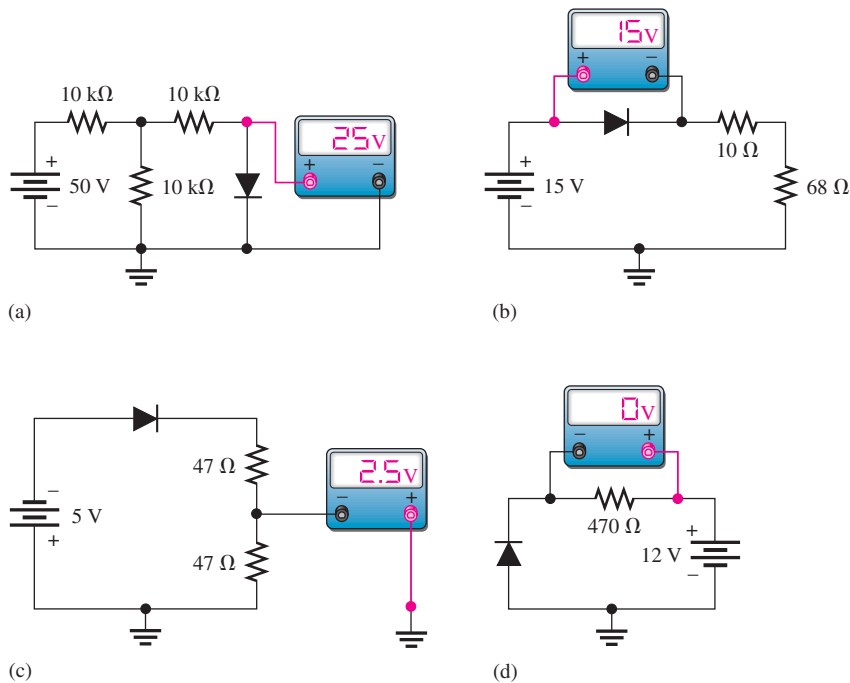 10 kΩ 10 kΩ
25V
+ −
+
50 V
−
10 kΩ
(a)
15V
+ −
10 Ω
+
15 V
−
68 Ω
(b)
47 Ω
2.5V
− +
−
5 V
+
47 Ω
(c)
0V
− +
470 Ω
+
12 V
−
(d)